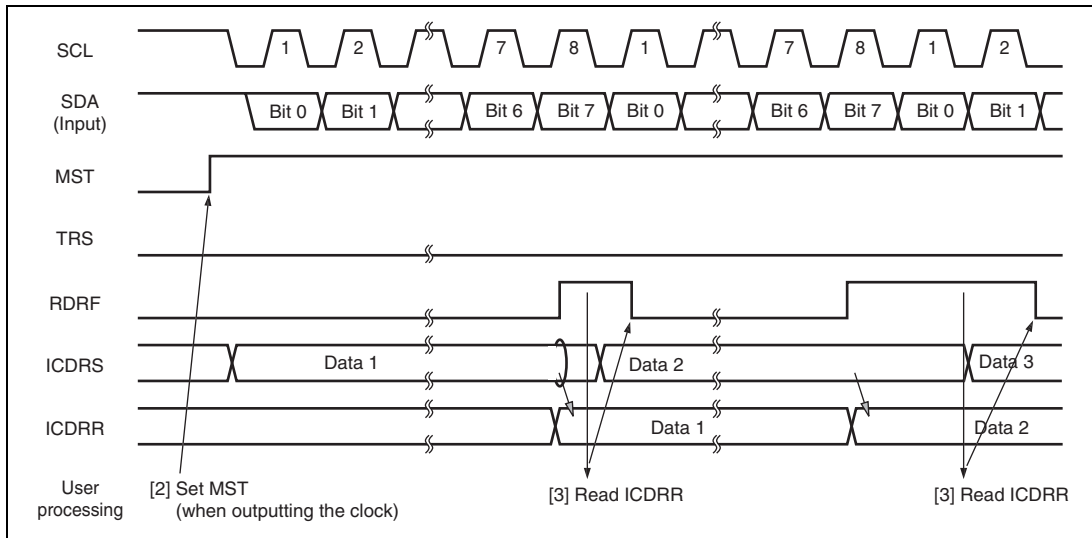 SCL 1 2 7 8 1 7 8 1 2
SDA
(Input) Bit 0 Bit 1 Bit 6 Bit 7 Bit 0 Bit 6 Bit 7 Bit 0 Bit 1
MST
TRS
RDRF
ICDRS Data 1 Data 2 Data 3
ICDRR Data 1 Data 2
User
processing
[2] Set MST
(when outputting the clock)
[3] Read ICDRR
[3] Read ICDRR